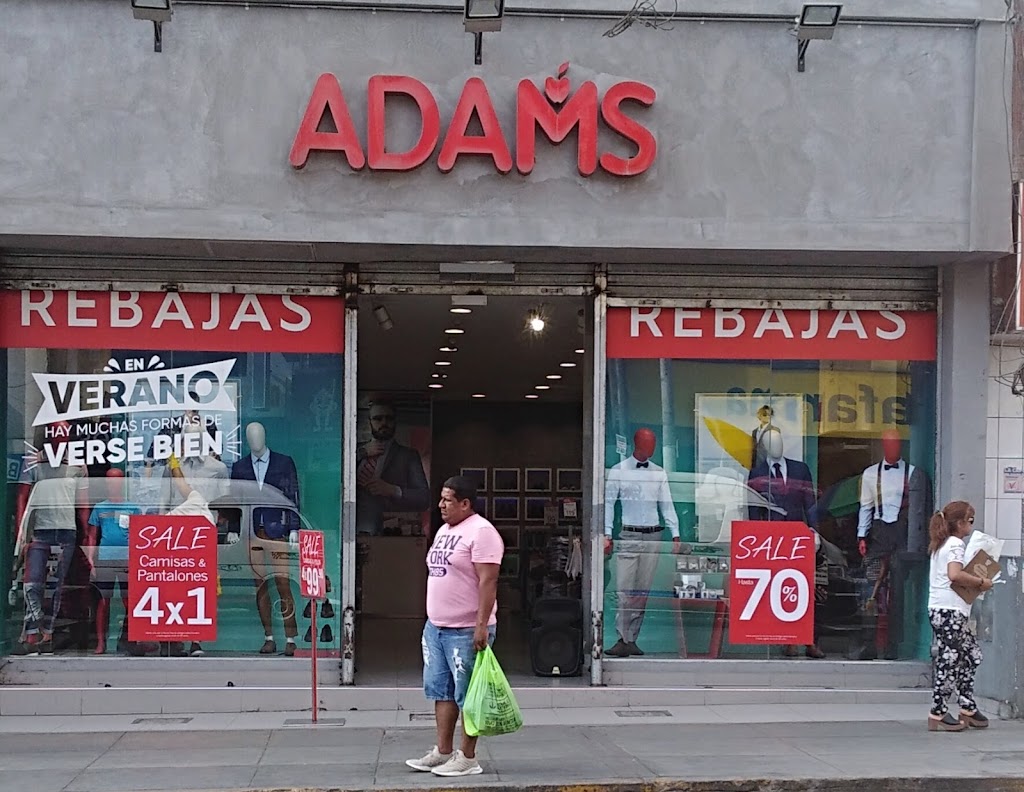 ADAMS
REBAJAS
REBAJAS
EN
VERANO
HAY MUCHAS FORMAS DE
VERSE BIEN
SALE
Camisas &
Pantalones
4x1
SALE
99
SALE
Hasta
70%
NEW
YORK